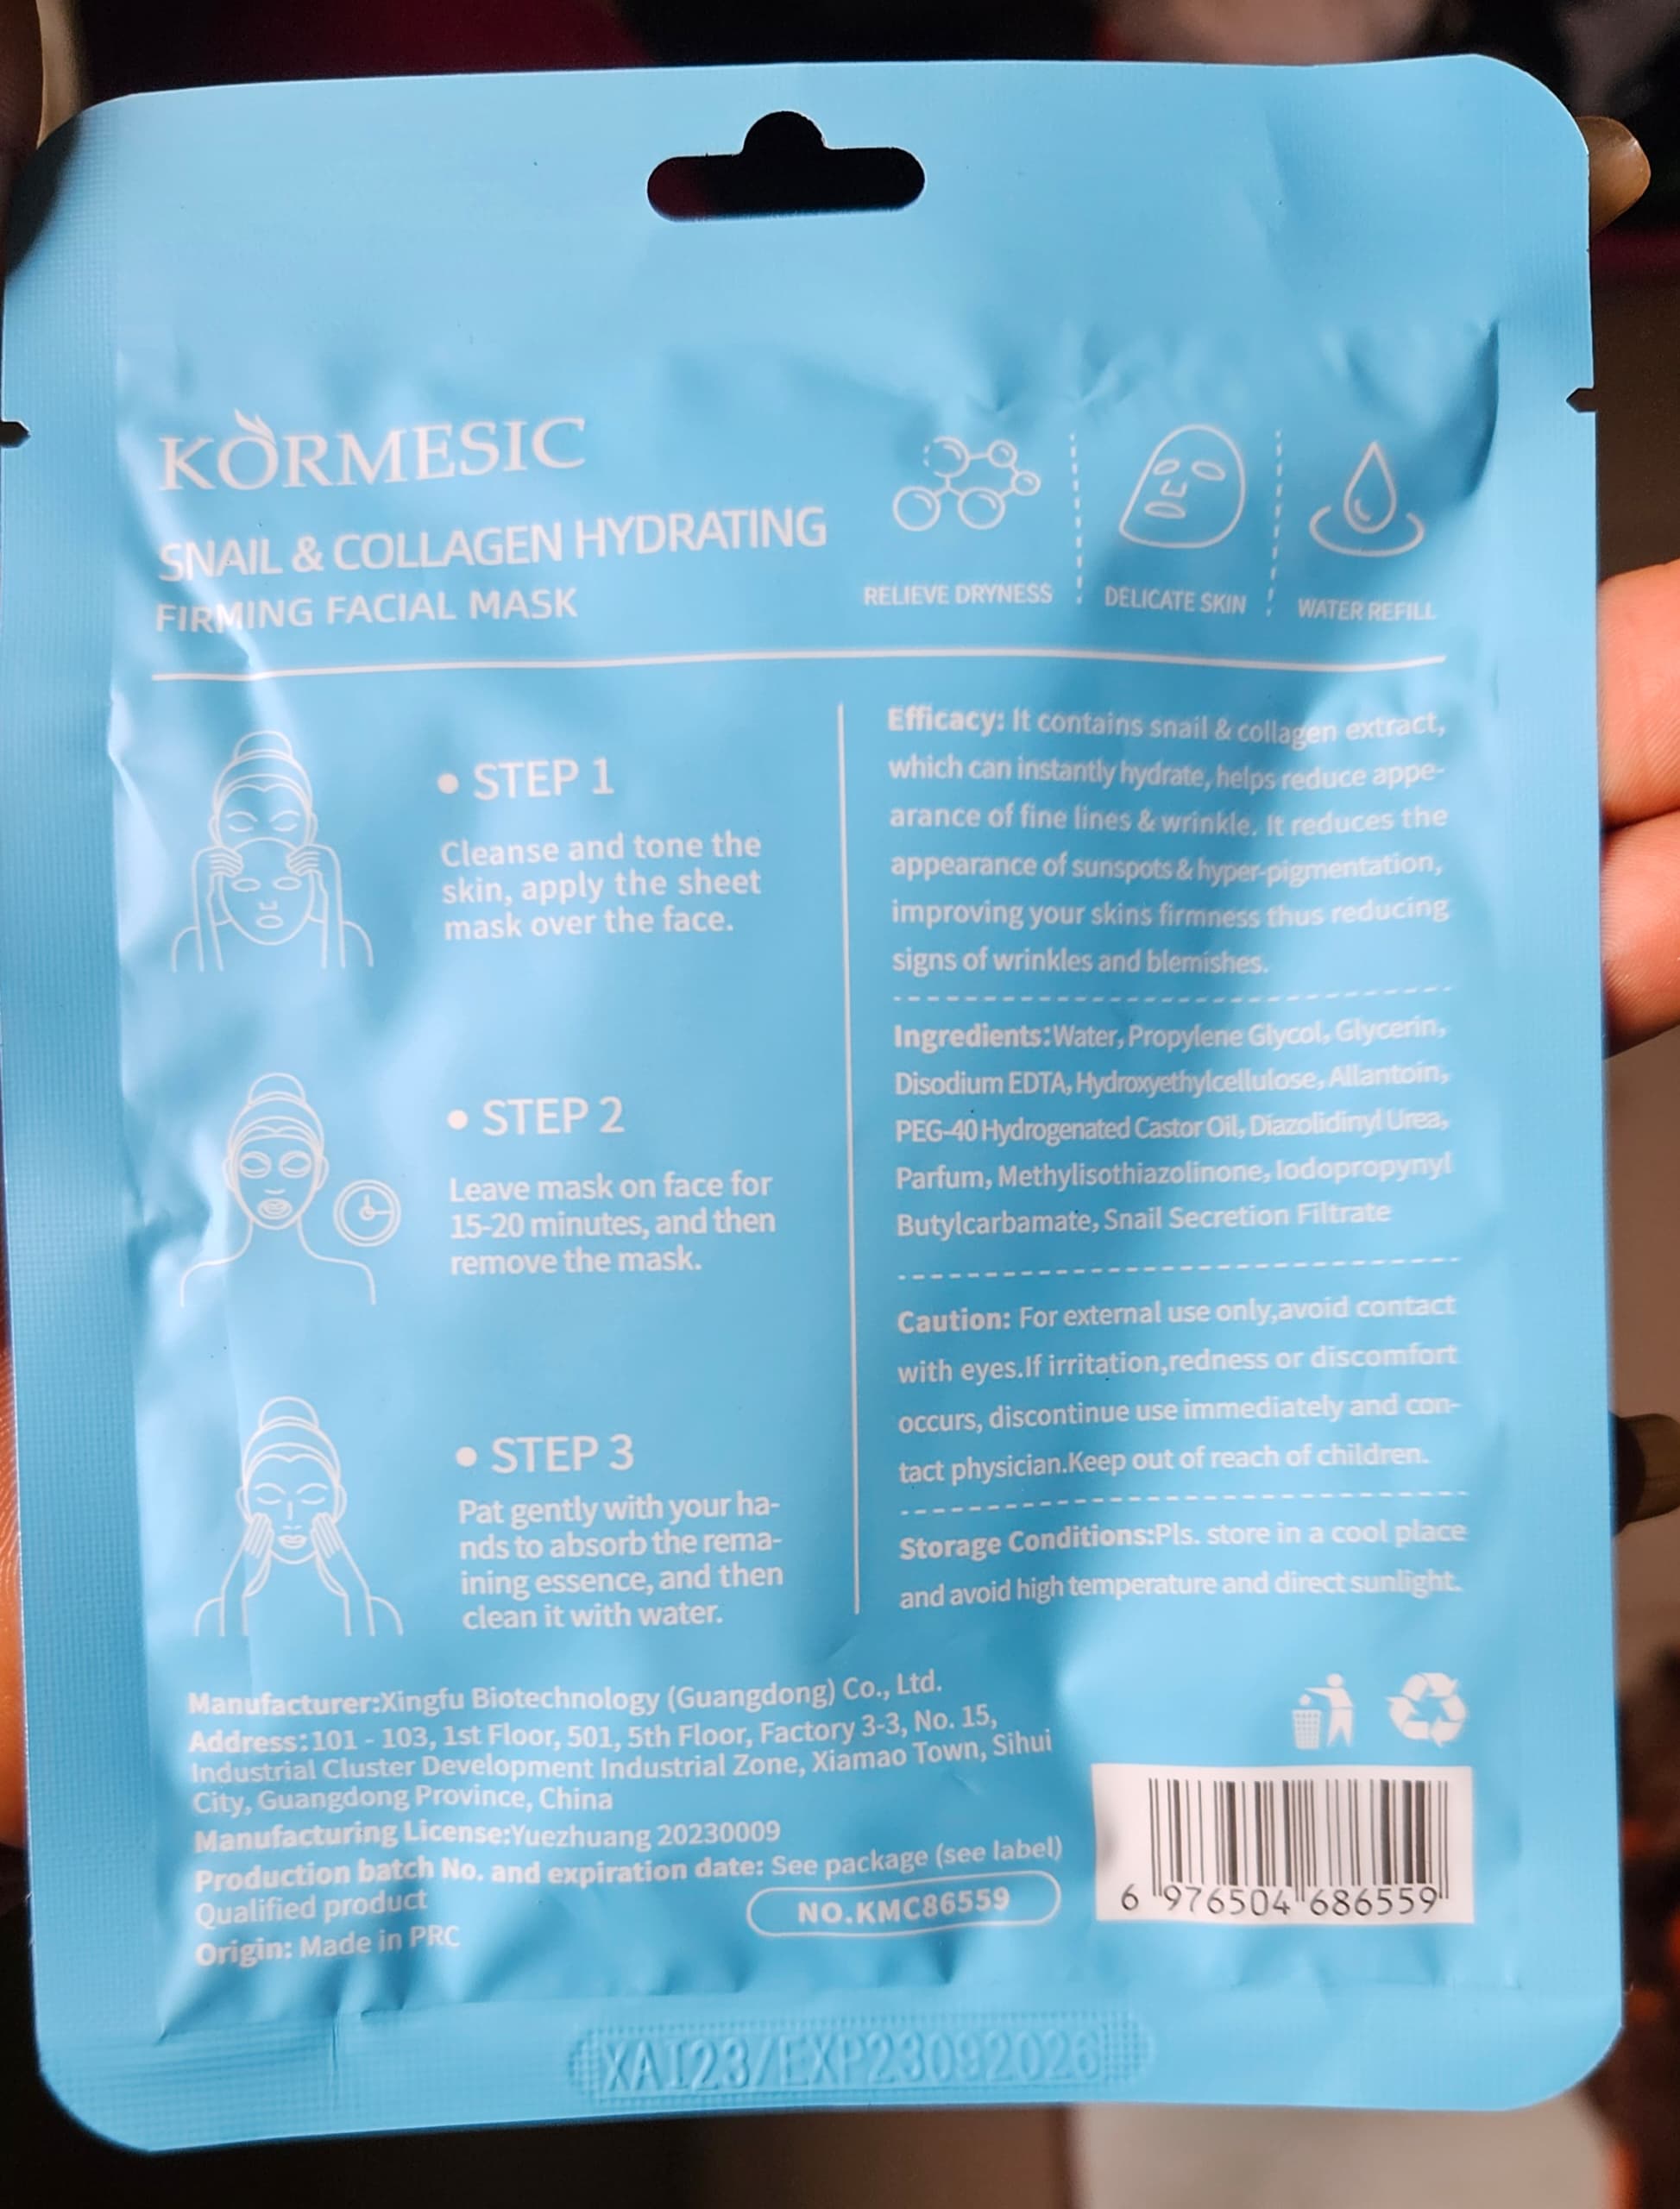 KORMESIC
SNAIL & COLLAGEN HYDRATING
FIRMING FACIAL MASK
RELIEVE DRYNESS
DELICATE SKIN
WATER REFILL
• STEP 1
Cleanse and tone the
skin, apply the sheet
mask over the face.
• STEP 2
Leave mask on face for
15-20 minutes, and then
remove the mask.
• STEP 3
Pat gently with your ha-
nds to absorb the rema-
ining essence, and then
clean it with water.
Efficacy: It contains snail & collagen extract,
which can instantly hydrate, helps reduce appe-
arance of fine lines & wrinkle. It reduces the
appearance of sunspots & hyper-pigmentation,
improving your skins firmness thus reducing
signs of wrinkles and blemishes.
Ingredients:Water, Propylene Glycol, Glycerin,
Disodium EDTA, Hydroxyethylcellulose, Allantoin,
PEG-40 Hydrogenated Castor Oil, Diazolidinyl Urea,
Parfum, Methylisothiazolinone, Iodopropynyl
Butylcarbamate, Snail Secretion Filtrate
Caution: For external use only,avoid contact
with eyes.If irritation,redness or discomfort
occurs, discontinue use immediately and con-
tact physician.Keep out of reach of children.
Storage Conditions:Pls. store in a cool place
and avoid high temperature and direct sunlight.
Manufacturer:Xingfu Biotechnology (Guangdong) Co., Ltd.
Address:101 - 103, 1st Floor, 501, 5th Floor, Factory 3-3, No. 15,
Industrial Cluster Development Industrial Zone, Xiamao Town, Sihui
City, Guangdong Province, China
Manufacturing License:Yuezhuang 20230009
Production batch No. and expiration date: See package (see label)
Qualified product
Origin: Made in PRC
NO.KMC86559
6 976504 686559
XAI23/EXP23092026